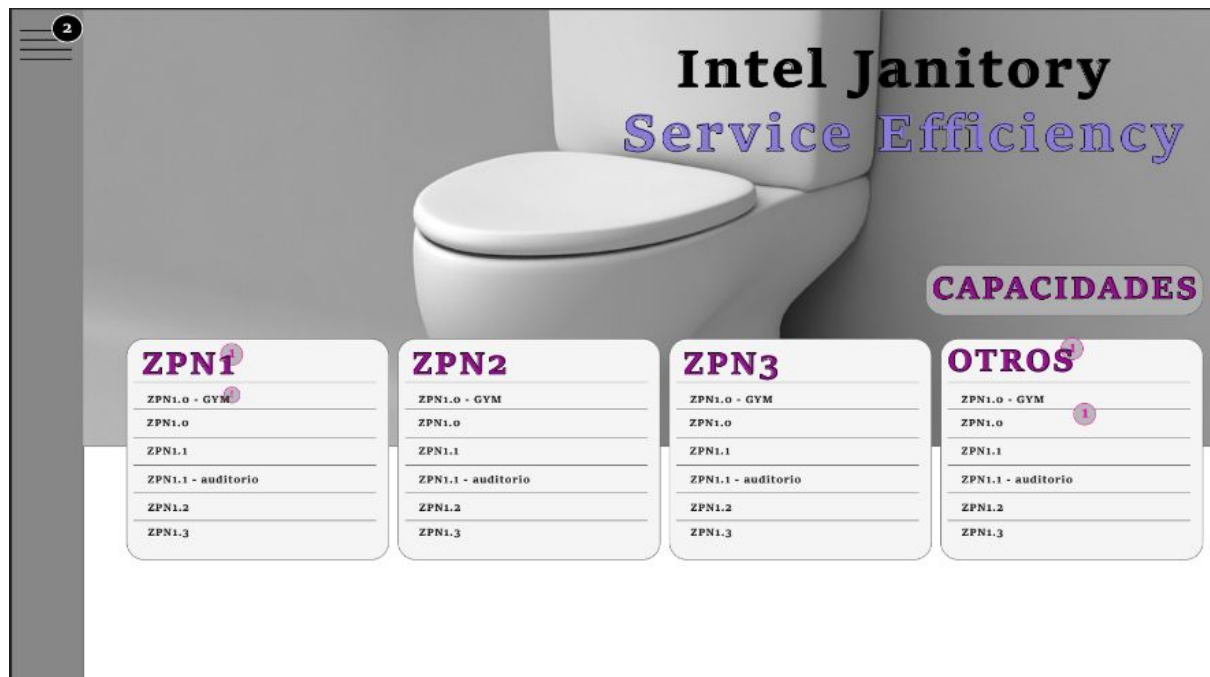 2
Intel Janitory
Service Efficiency
CAPACIDADES
ZPN1 1
ZPN1.0 - GYM 1
ZPN1.0
ZPN1.1
ZPN1.1 - auditorio
ZPN1.2
ZPN1.3
ZPN2
ZPN1.0 - GYM
ZPN1.0
ZPN1.1
ZPN1.1 - auditorio
ZPN1.2
ZPN1.3
ZPN3
ZPN1.0 - GYM
ZPN1.0
ZPN1.1
ZPN1.1 - auditorio
ZPN1.2
ZPN1.3
OTROS 1
ZPN1.0 - GYM
ZPN1.0 1
ZPN1.1
ZPN1.1 - auditorio
ZPN1.2
ZPN1.3